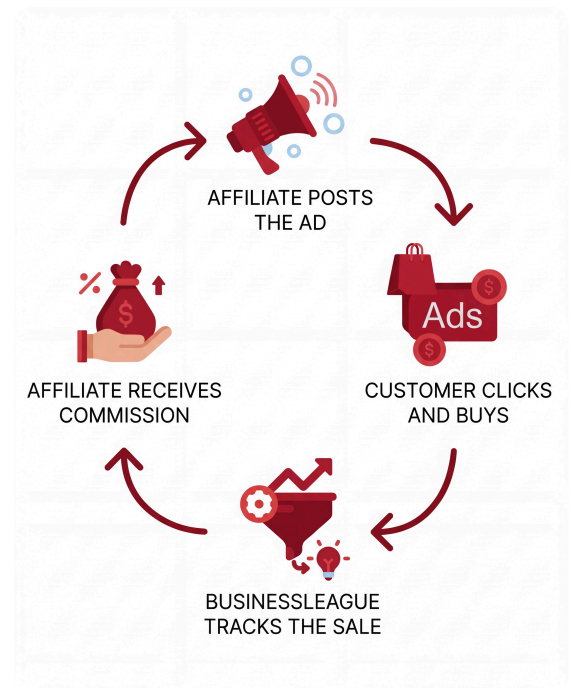 AFFILIATE POSTS
THE AD
Ads
$
$
CUSTOMER CLICKS
AND BUYS
BUSINESSLEAGUE
TRACKS THE SALE
%
$
AFFILIATE RECEIVES
COMMISSION